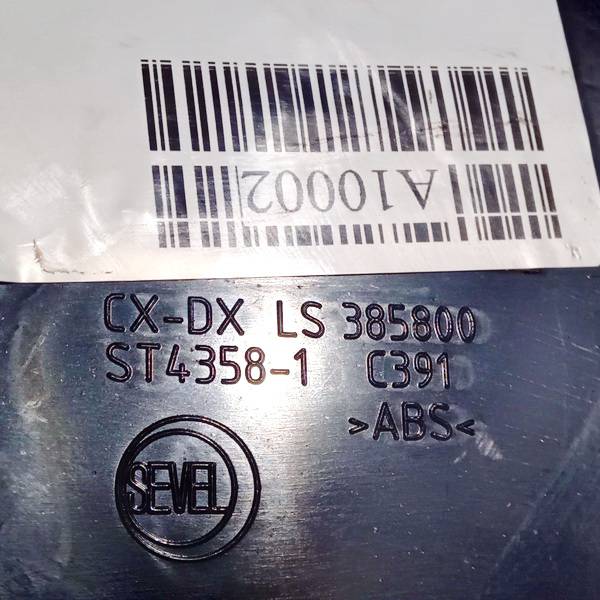 A10002
CX-DX LS 385800
ST4358-1 C391
>ABS<
SEVEL